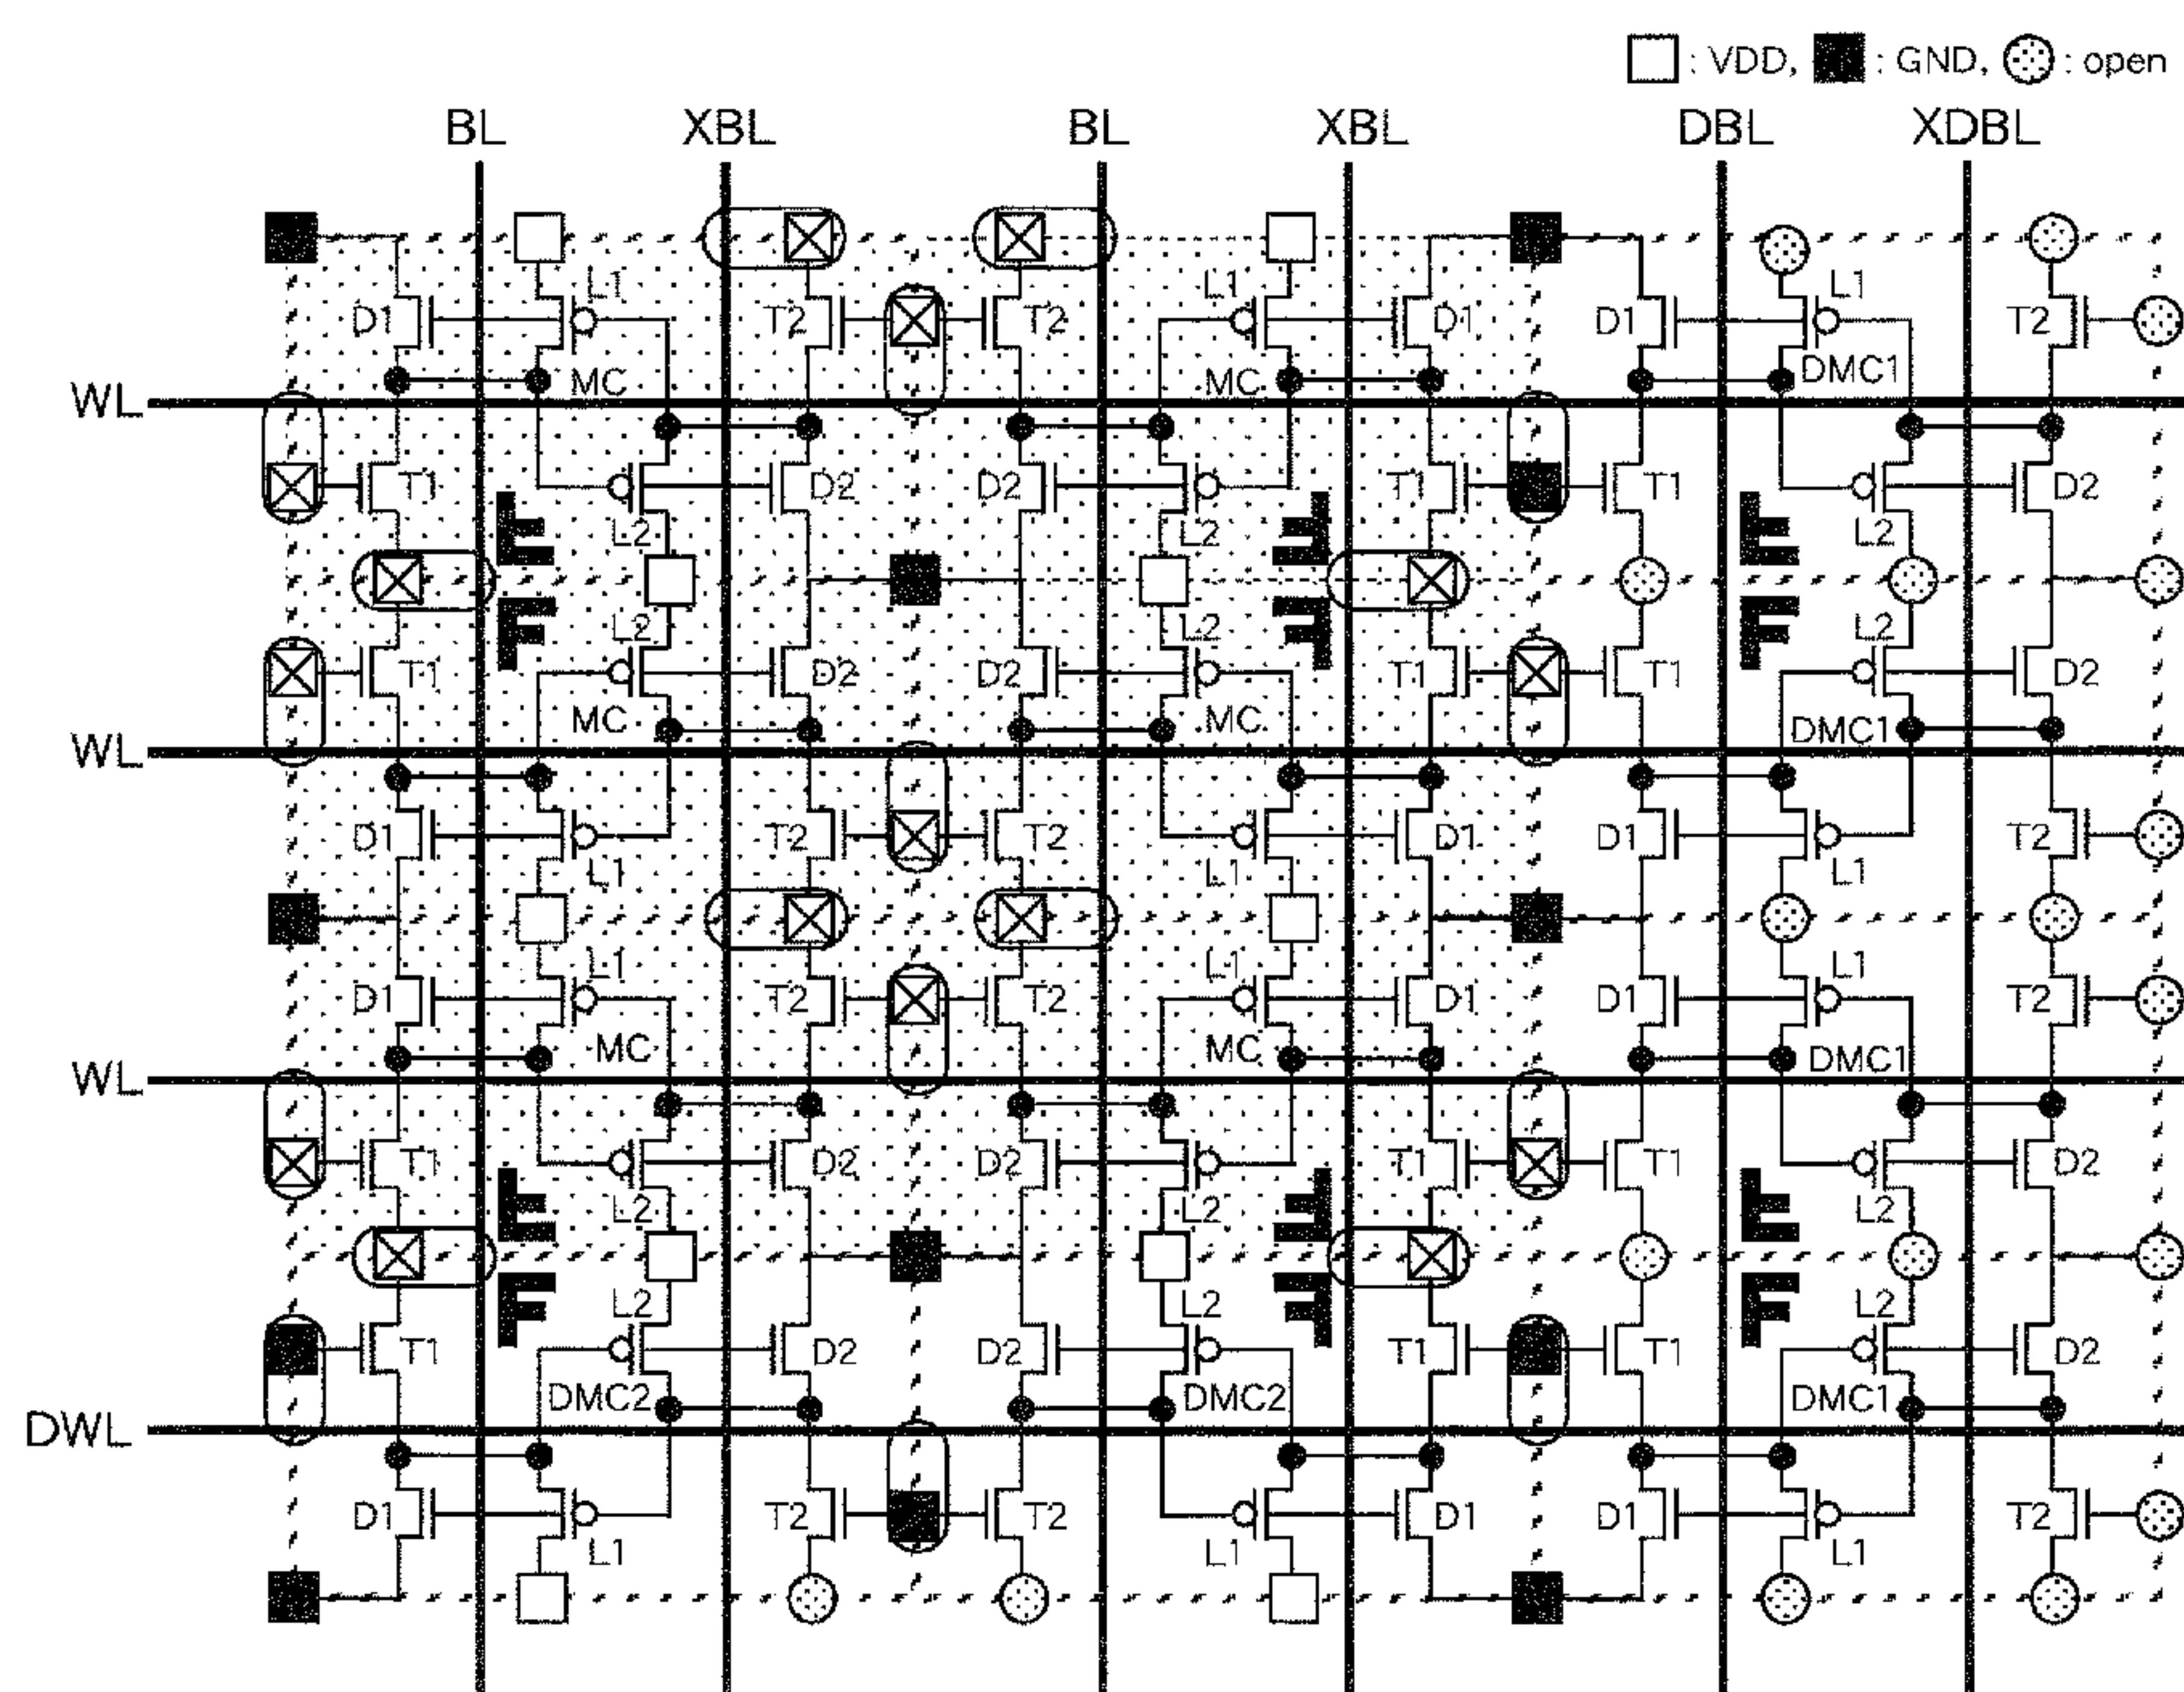 : VDD, : GND, : open
BL XBL BL XBL DBL XDBL
L1 L1 L1
D1 T2 T2 D1 D1 T2
MC MC DMC1
WL
T1 D2 D2 T1 T1 D2
L2 L2 L2
F F F
F F F
L2 L2 L2
T1 D2 D2 T1 T1 D2
MC MC DMC1
WL
D1 T2 T2 D1 D1 T2
L1 L1 L1
L1 L1 L1
D1 T2 T2 D1 D1 T2
MC MC DMC1
WL
T1 D2 D2 T1 T1 D2
L2 L2 L2
F F F
F F F
L2 L2 L2
T1 D2 D2 T1 T1 D2
DMC2 DMC2 DMC1
DWL
D1 T2 T2 D1 D1 T2
L1 L1 L1